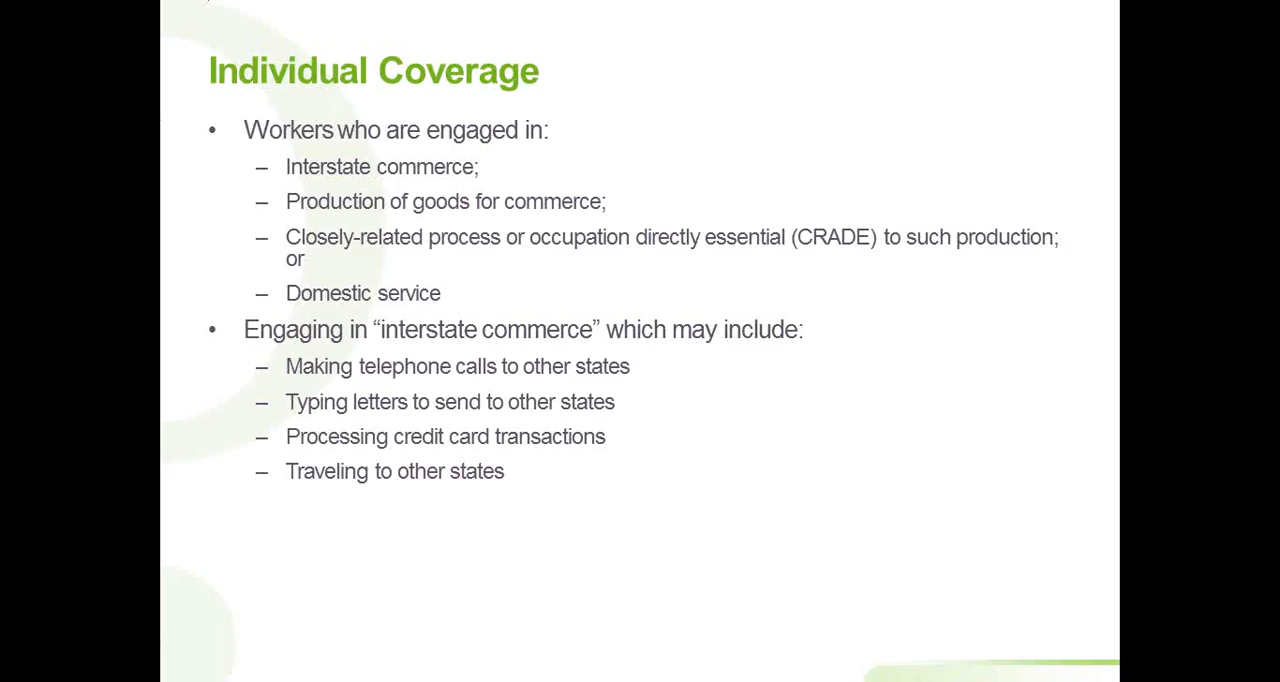 Individual Coverage
• Workers who are engaged in:
– Interstate commerce;
– Production of goods for commerce;
– Closely-related process or occupation directly essential (CRADE) to such production;
or
– Domestic service
• Engaging in “interstate commerce” which may include:
– Making telephone calls to other states
– Typing letters to send to other states
– Processing credit card transactions
– Traveling to other states